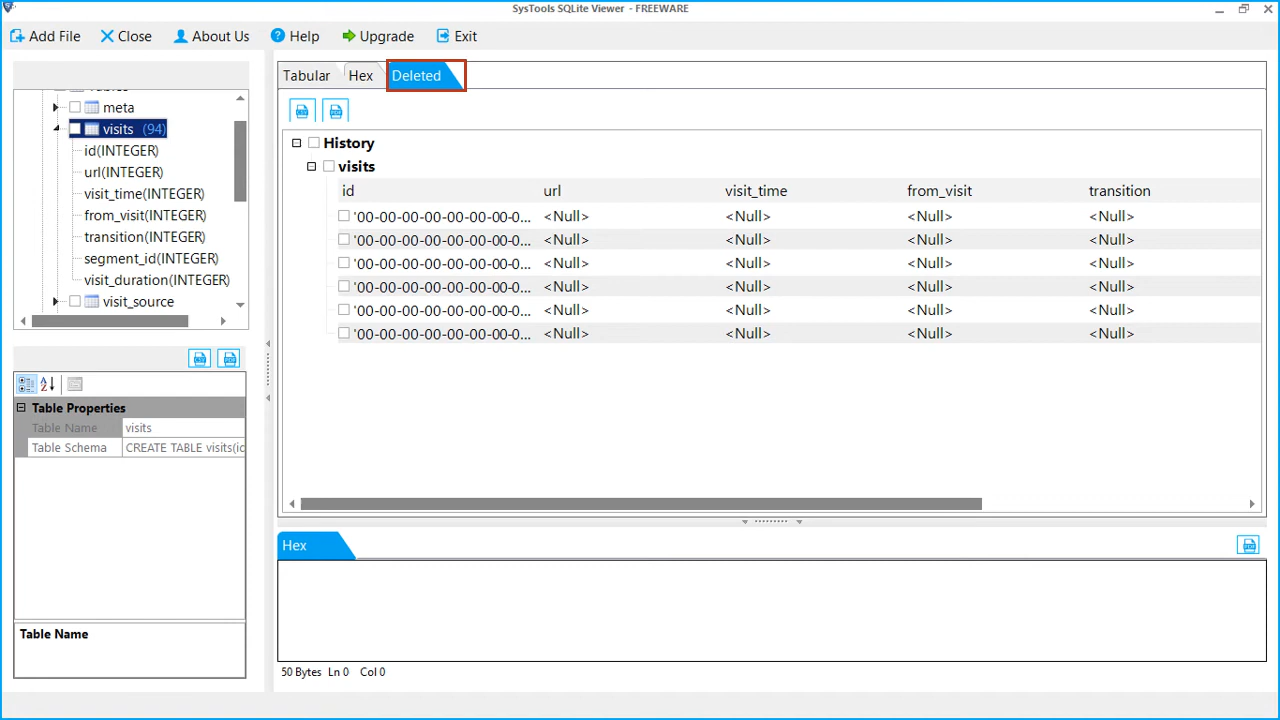 SysTools SQLite Viewer - FREEWARE
Add File Close About Us Help Upgrade Exit
Tabular Hex Deleted
meta
visits (94)
id(INTEGER)
url(INTEGER)
visit_time(INTEGER)
from_visit(INTEGER)
transition(INTEGER)
segment_id(INTEGER)
visit_duration(INTEGER)
visit_source
Table Properties
Table Name visits
Table Schema CREATE TABLE visits(ic
Table Name
History
visits
id url visit_time from_visit transition
'00-00-00-00-00-00-00-0... <Null> <Null> <Null> <Null>
'00-00-00-00-00-00-00-0... <Null> <Null> <Null> <Null>
'00-00-00-00-00-00-00-0... <Null> <Null> <Null> <Null>
'00-00-00-00-00-00-00-0... <Null> <Null> <Null> <Null>
'00-00-00-00-00-00-00-0... <Null> <Null> <Null> <Null>
'00-00-00-00-00-00-00-0... <Null> <Null> <Null> <Null>
Hex
50 Bytes Ln 0 Col 0